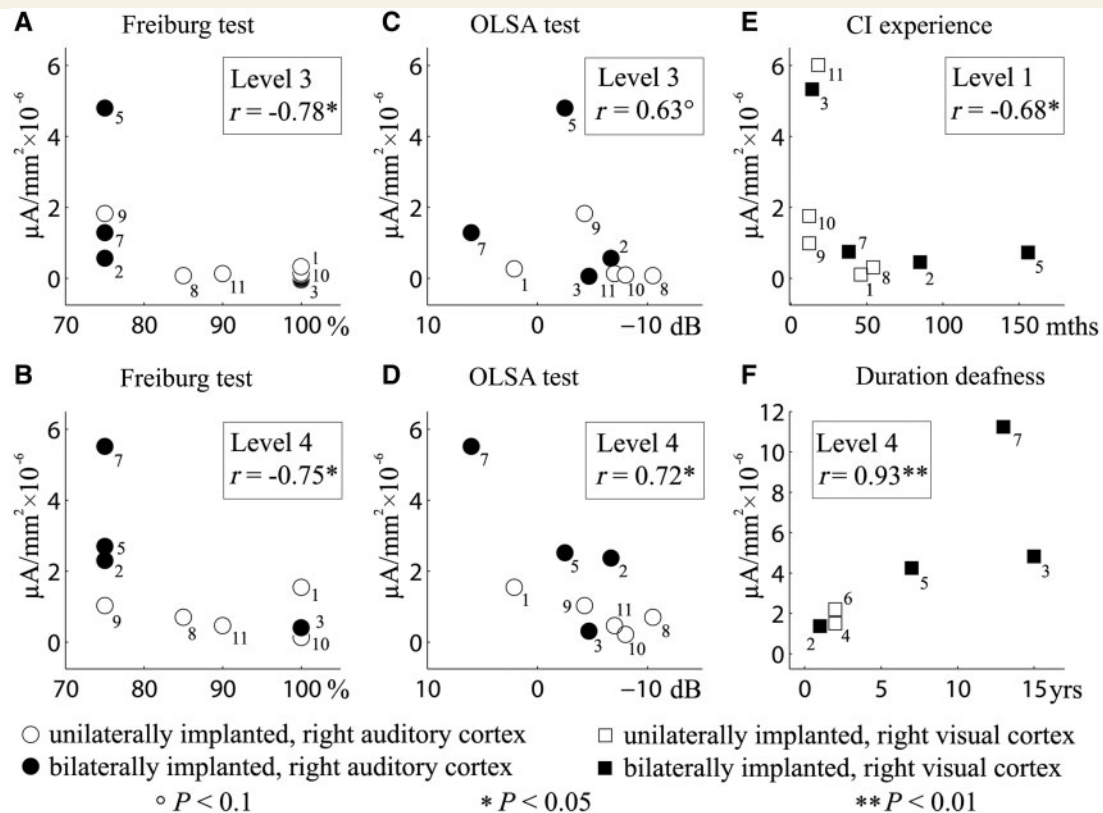 A Freiburg test
Level 3
r = -0.78*
μA/mm²×10⁻⁶
6
4
2
0
5
9
7
2
8
11
1
10
3
70 80 90 100 %
C OLSA test
Level 3
r = 0.63°
μA/mm²×10⁻⁶
6
4
2
0
5
9
7
2
1
3
11
10
8
10 0 −10 dB
E CI experience
Level 1
r = -0.68*
μA/mm²×10⁻⁶
6
4
2
0
11
3
10
9
7
1
8
2
5
0 50 100 150 mths
B Freiburg test
Level 4
r = -0.75*
μA/mm²×10⁻⁶
6
4
2
0
7
5
2
9
8
11
1
3
10
70 80 90 100 %
D OLSA test
Level 4
r = 0.72*
μA/mm²×10⁻⁶
6
4
2
0
7
5
2
1
9
11
3
10
8
10 0 −10 dB
F Duration deafness
Level 4
r = 0.93**
μA/mm²×10⁻⁶
12
10
8
6
4
2
0
7
5
3
6
4
2
0 5 10 15 yrs
unilaterally implanted, right auditory cortex
bilaterally implanted, right auditory cortex
unilaterally implanted, right visual cortex
bilaterally implanted, right visual cortex
° P < 0.1 * P < 0.05 ** P < 0.01